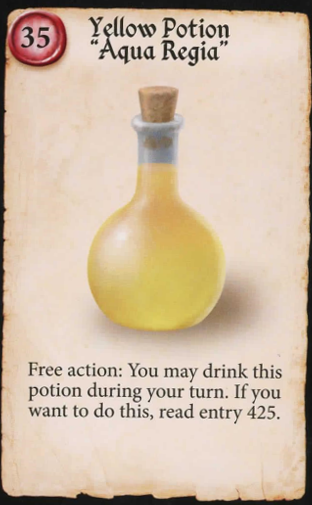 35
Yellow Potion
“Aqua Regia”
Free action: You may drink this
potion during your turn. If you
want to do this, read entry 425.